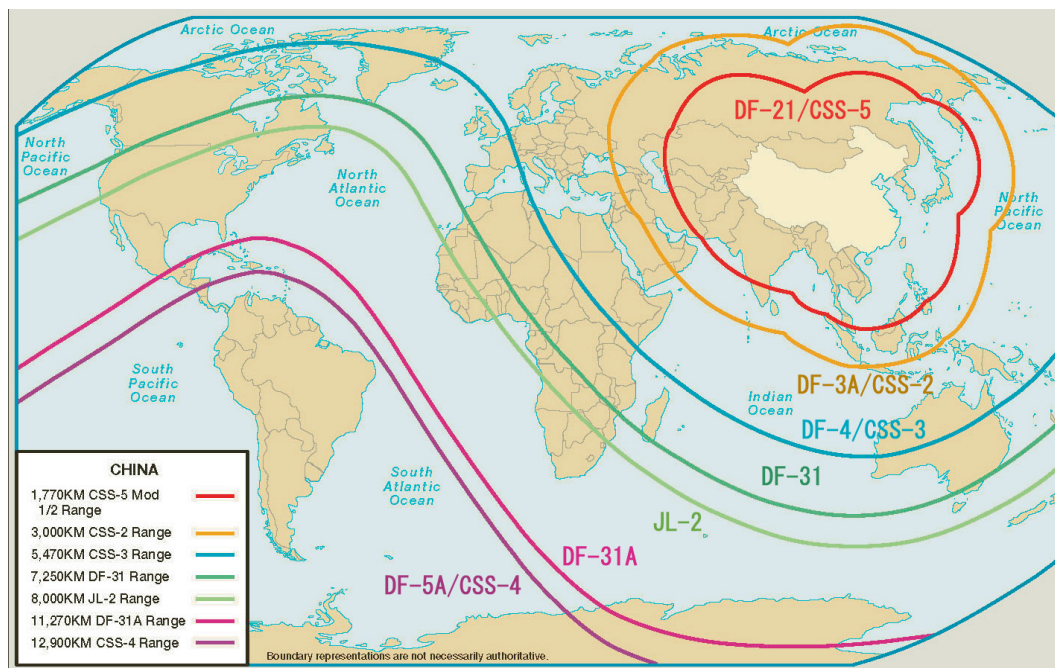 Arctic Ocean
Arctic Ocean
DF-21/CSS-5
North
Pacific
Ocean
North
Atlantic
Ocean
North
Pacific
Ocean
South
Pacific
Ocean
Indian
Ocean
DF-3A/CSS-2
DF-4/CSS-3
DF-31
South
Atlantic
Ocean
JL-2
DF-31A
DF-5A/CSS-4
CHINA
1,770KM CSS-5 Mod
1/2 Range
3,000KM CSS-2 Range
5,470KM CSS-3 Range
7,250KM DF-31 Range
8,000KM JL-2 Range
11,270KM DF-31A Range
12,900KM CSS-4 Range
Boundary representations are not necessarily authoritative.